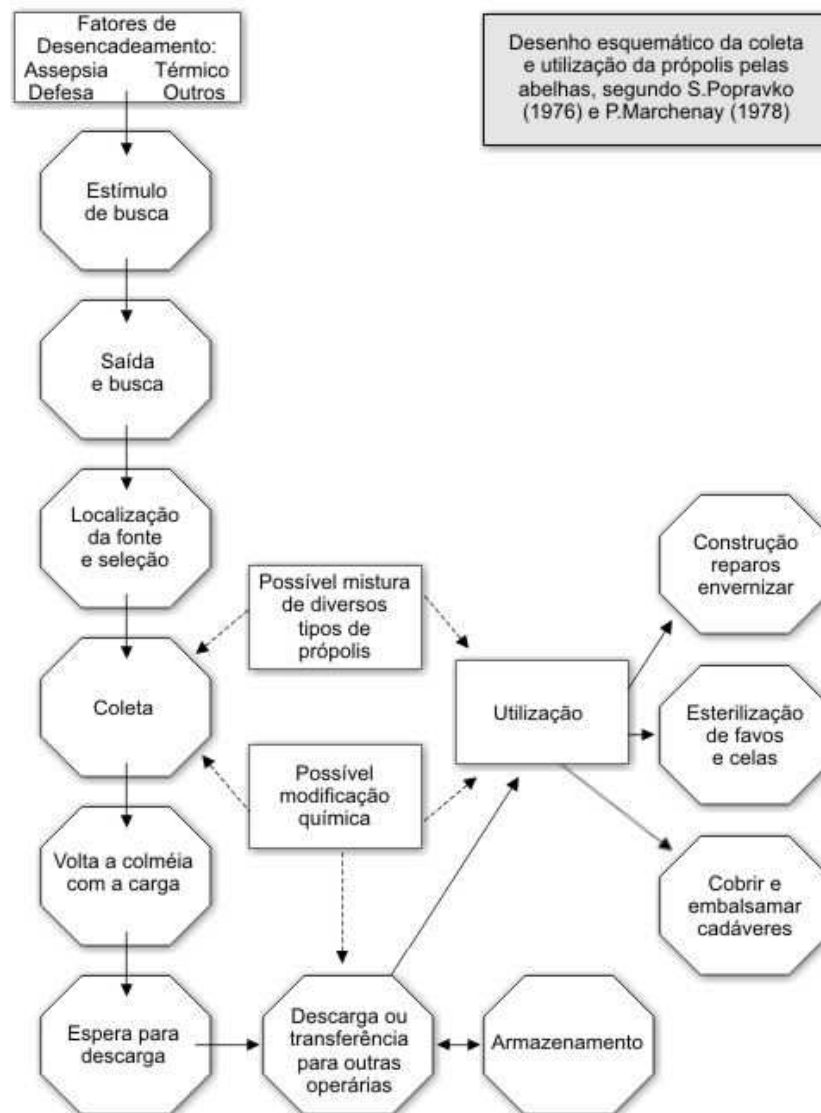 Fatores de
Desencadeamento:
Assepsia Térmico
Defesa Outros
Desenho esquemático da coleta
e utilização da própolis pelas
abelhas, segundo S.Popravko
(1976) e P.Marchenay (1978)
Estímulo
de busca
Saída
e busca
Localização
da fonte
e seleção
Coleta
Volta a colméia
com a carga
Espera para
descarga
Possível mistura
de diversos
tipos de
própolis
Possível
modificação
química
Descarga ou
transferência
para outras
operárias
Armazenamento
Utilização
Construção
reparos
envernizar
Esterilização
de favos
e celas
Cobrir e
embalsamar
cadáveres